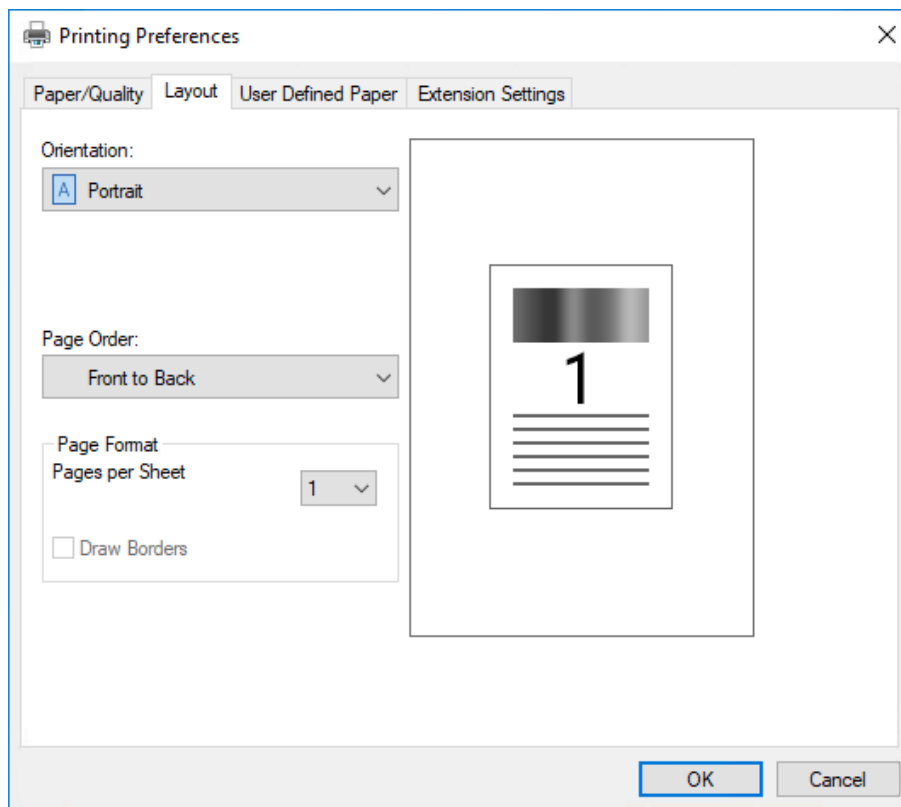 Printing Preferences
Paper/Quality Layout User Defined Paper Extension Settings
Orientation:
A Portrait
Page Order:
Front to Back
Page Format
Pages per Sheet
1
Draw Borders
1
OK Cancel